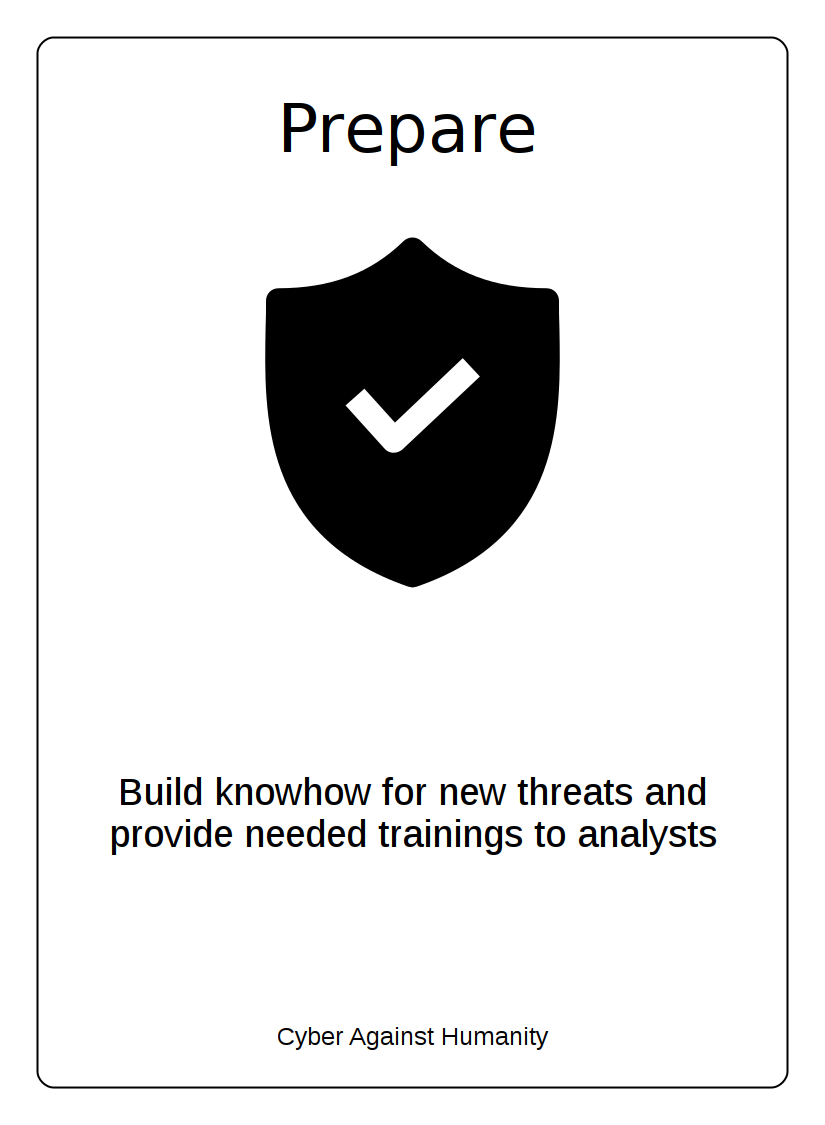 Prepare
Build knowhow for new threats and
provide needed trainings to analysts
Cyber Against Humanity